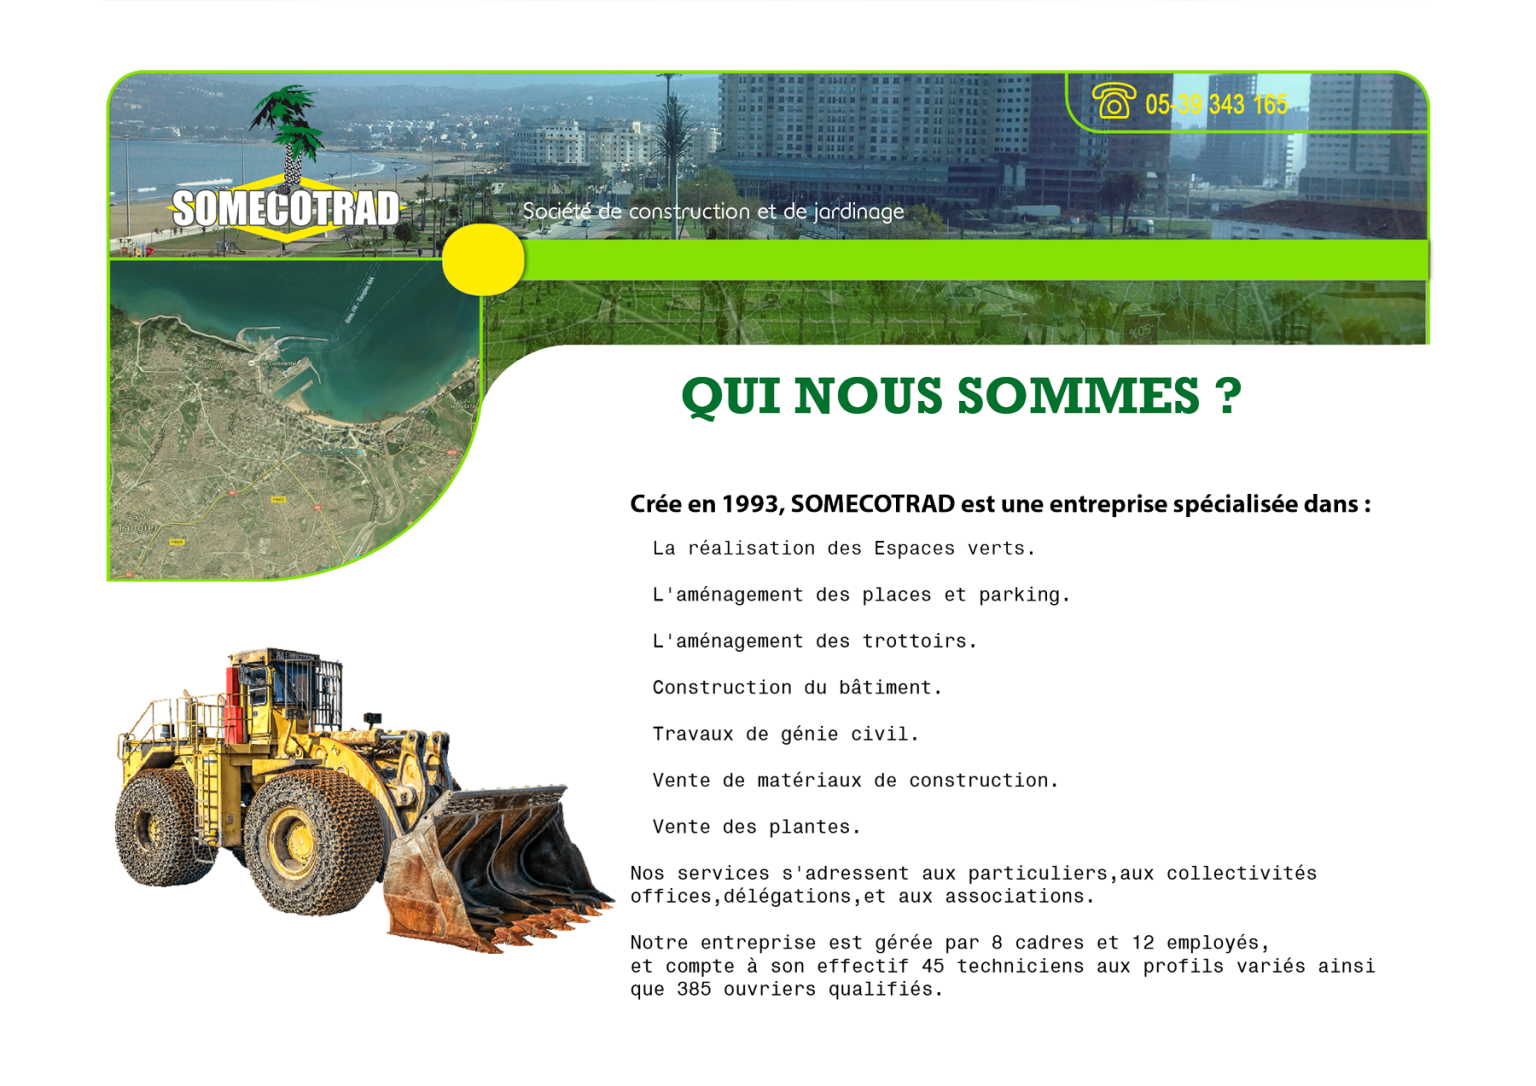 05-39 343 165
SOMECOTRAD
Société de construction et de jardinage
Tangier
QUI NOUS SOMMES ?
Crée en 1993, SOMECOTRAD est une entreprise spécialisée dans :
La réalisation des Espaces verts.
L'aménagement des places et parking.
L'aménagement des trottoirs.
Construction du bâtiment.
Travaux de génie civil.
Vente de matériaux de construction.
Vente des plantes.
Nos services s'adressent aux particuliers,aux collectivités
offices,délégations,et aux associations.
Notre entreprise est gérée par 8 cadres et 12 employés,
et compte à son effectif 45 techniciens aux profils variés ainsi
que 385 ouvriers qualifiés.